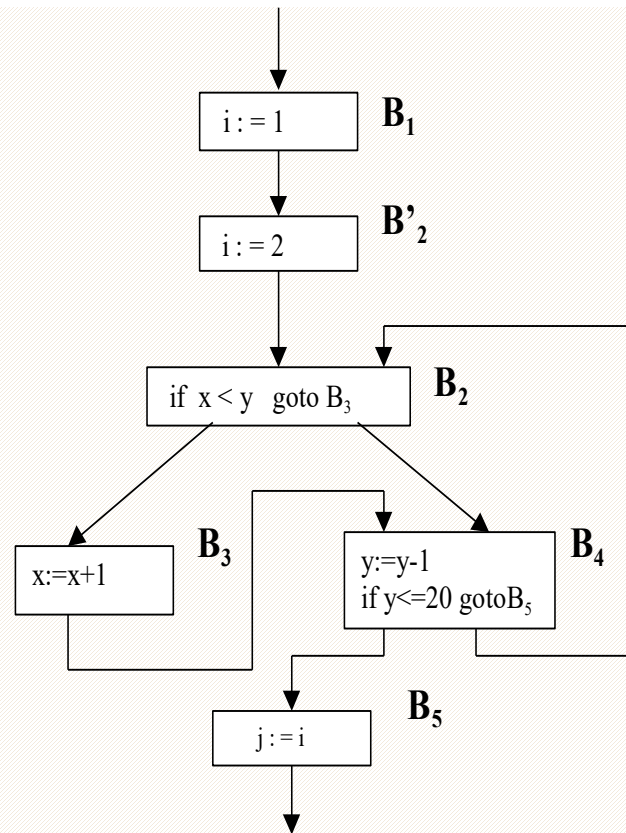 i : = 1
B₁
i : = 2
B’₂
if x < y goto B₃
B₂
x:=x+1
B₃
y:=y-1
if y<=20 gotoB₅
B₄
j : = i
B₅